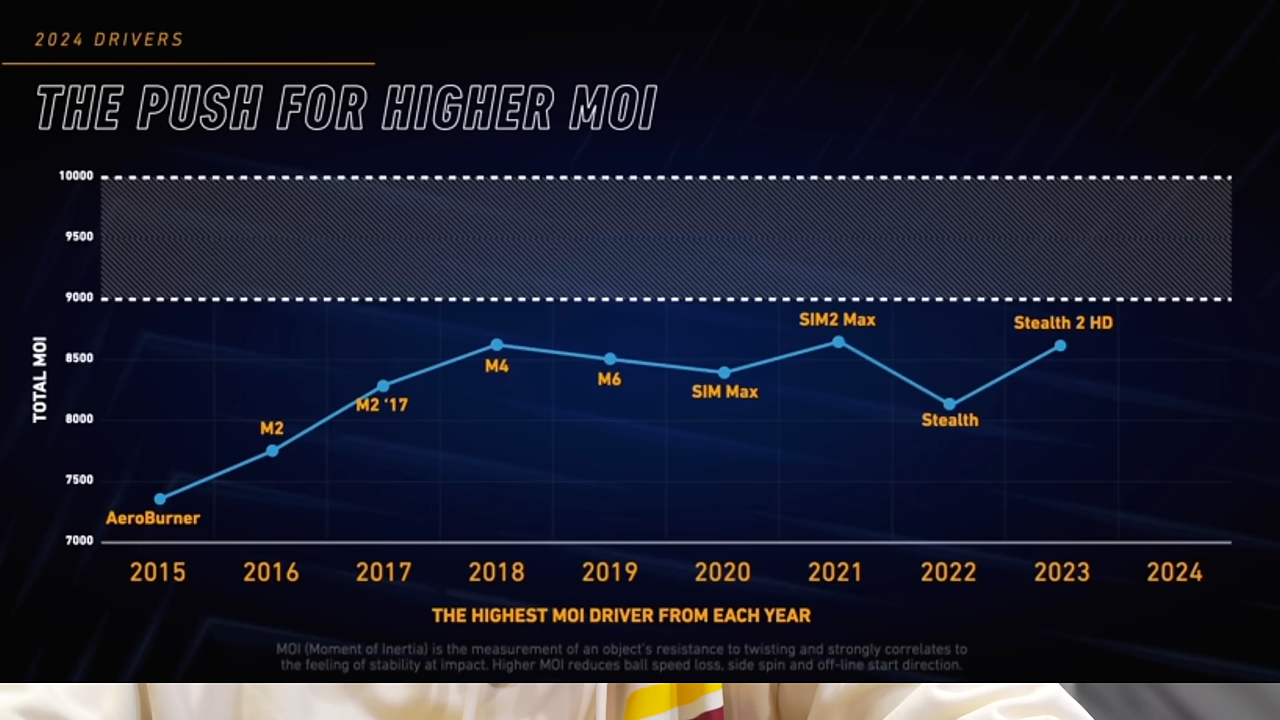 2024 DRIVERS
THE PUSH FOR HIGHER MOI
10000
9500
9000
8500
8000
7500
7000
TOTAL MOI
AeroBurner
M2
M2 ‘17
M4
M6
SIM Max
SIM2 Max
Stealth
Stealth 2 HD
2015 2016 2017 2018 2019 2020 2021 2022 2023 2024
THE HIGHEST MOI DRIVER FROM EACH YEAR
MOI (Moment of Inertia) is the measurement of an object's resistance to twisting and strongly correlates to
the feeling of stability at impact. Higher MOI reduces ball speed loss, side spin and off-line start direction.